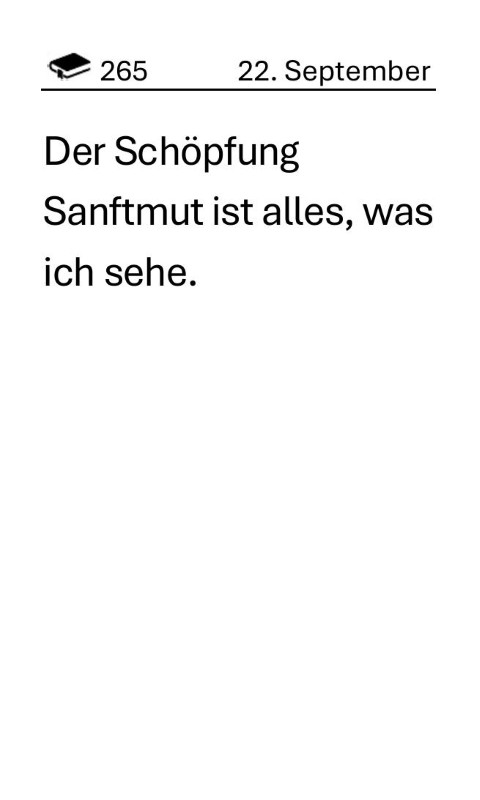 265 22. September
Der Schöpfung
Sanftmut ist alles, was
ich sehe.